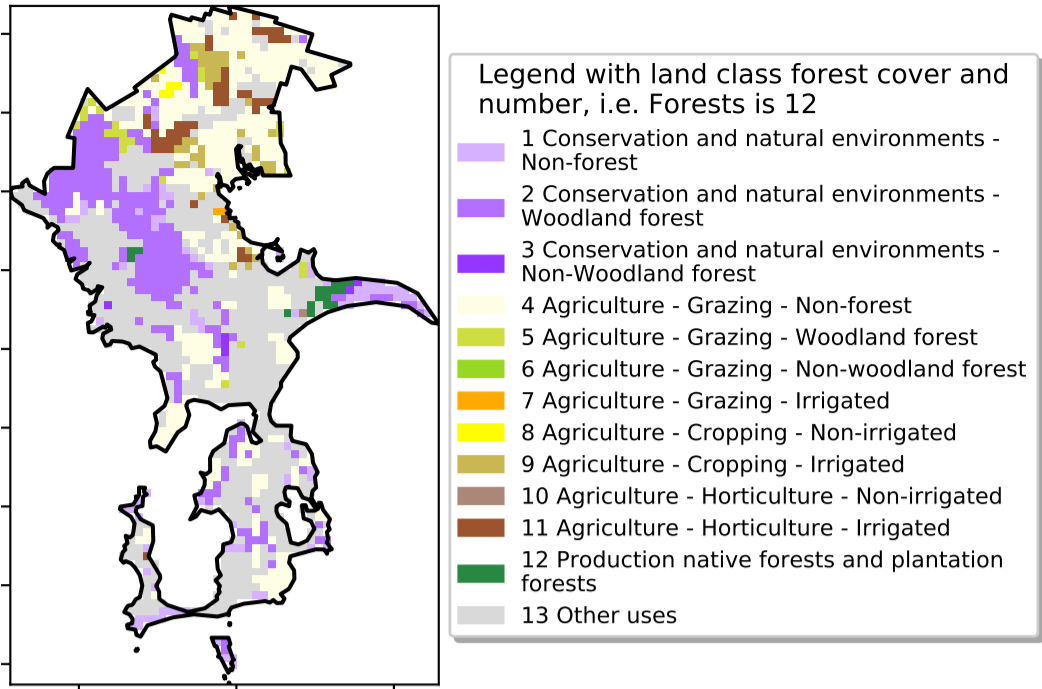 Legend with land class forest cover and
number, i.e. Forests is 12
1 Conservation and natural environments -
Non-forest
2 Conservation and natural environments -
Woodland forest
3 Conservation and natural environments -
Non-Woodland forest
4 Agriculture - Grazing - Non-forest
5 Agriculture - Grazing - Woodland forest
6 Agriculture - Grazing - Non-woodland forest
7 Agriculture - Grazing - Irrigated
8 Agriculture - Cropping - Non-irrigated
9 Agriculture - Cropping - Irrigated
10 Agriculture - Horticulture - Non-irrigated
11 Agriculture - Horticulture - Irrigated
12 Production native forests and plantation
forests
13 Other uses